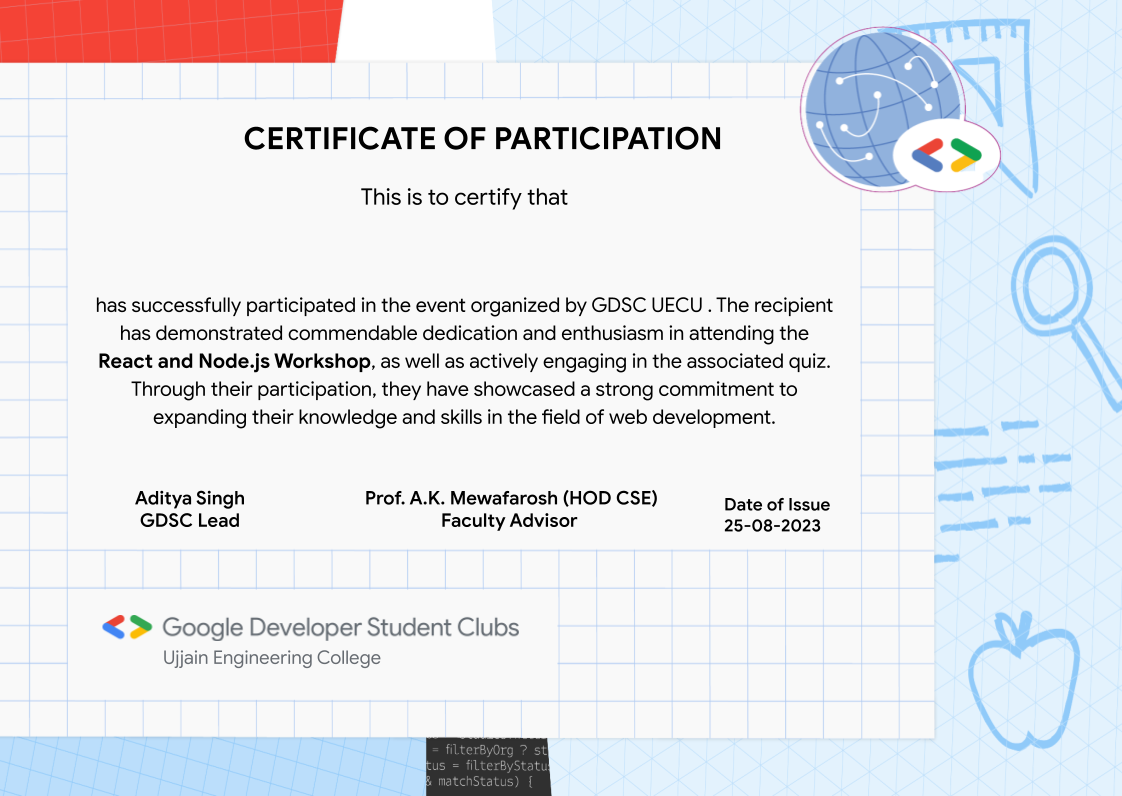 CERTIFICATE OF PARTICIPATION
This is to certify that
has successfully participated in the event organized by GDSC UECU . The recipient
has demonstrated commendable dedication and enthusiasm in attending the
React and Node.js Workshop, as well as actively engaging in the associated quiz.
Through their participation, they have showcased a strong commitment to
expanding their knowledge and skills in the field of web development.
Aditya Singh
GDSC Lead
Prof. A.K. Mewafarosh (HOD CSE)
Faculty Advisor
Date of Issue
25-08-2023
Google Developer Student Clubs
Ujjain Engineering College
= filterByOrg ? st
tus = filterByStatus
& matchStatus) {